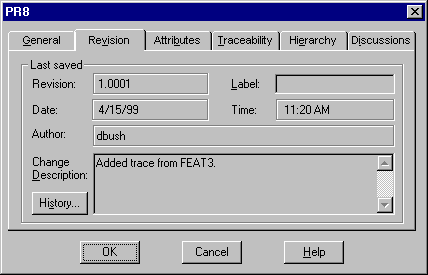 PR8
General Revision Attributes Traceability Hierarchy Discussions
Last saved
Revision: 1.0001 Label:
Date: 4/15/99 Time: 11:20 AM
Author: dbush
Change Added trace from FEAT3.
Description:
History...
OK Cancel Help